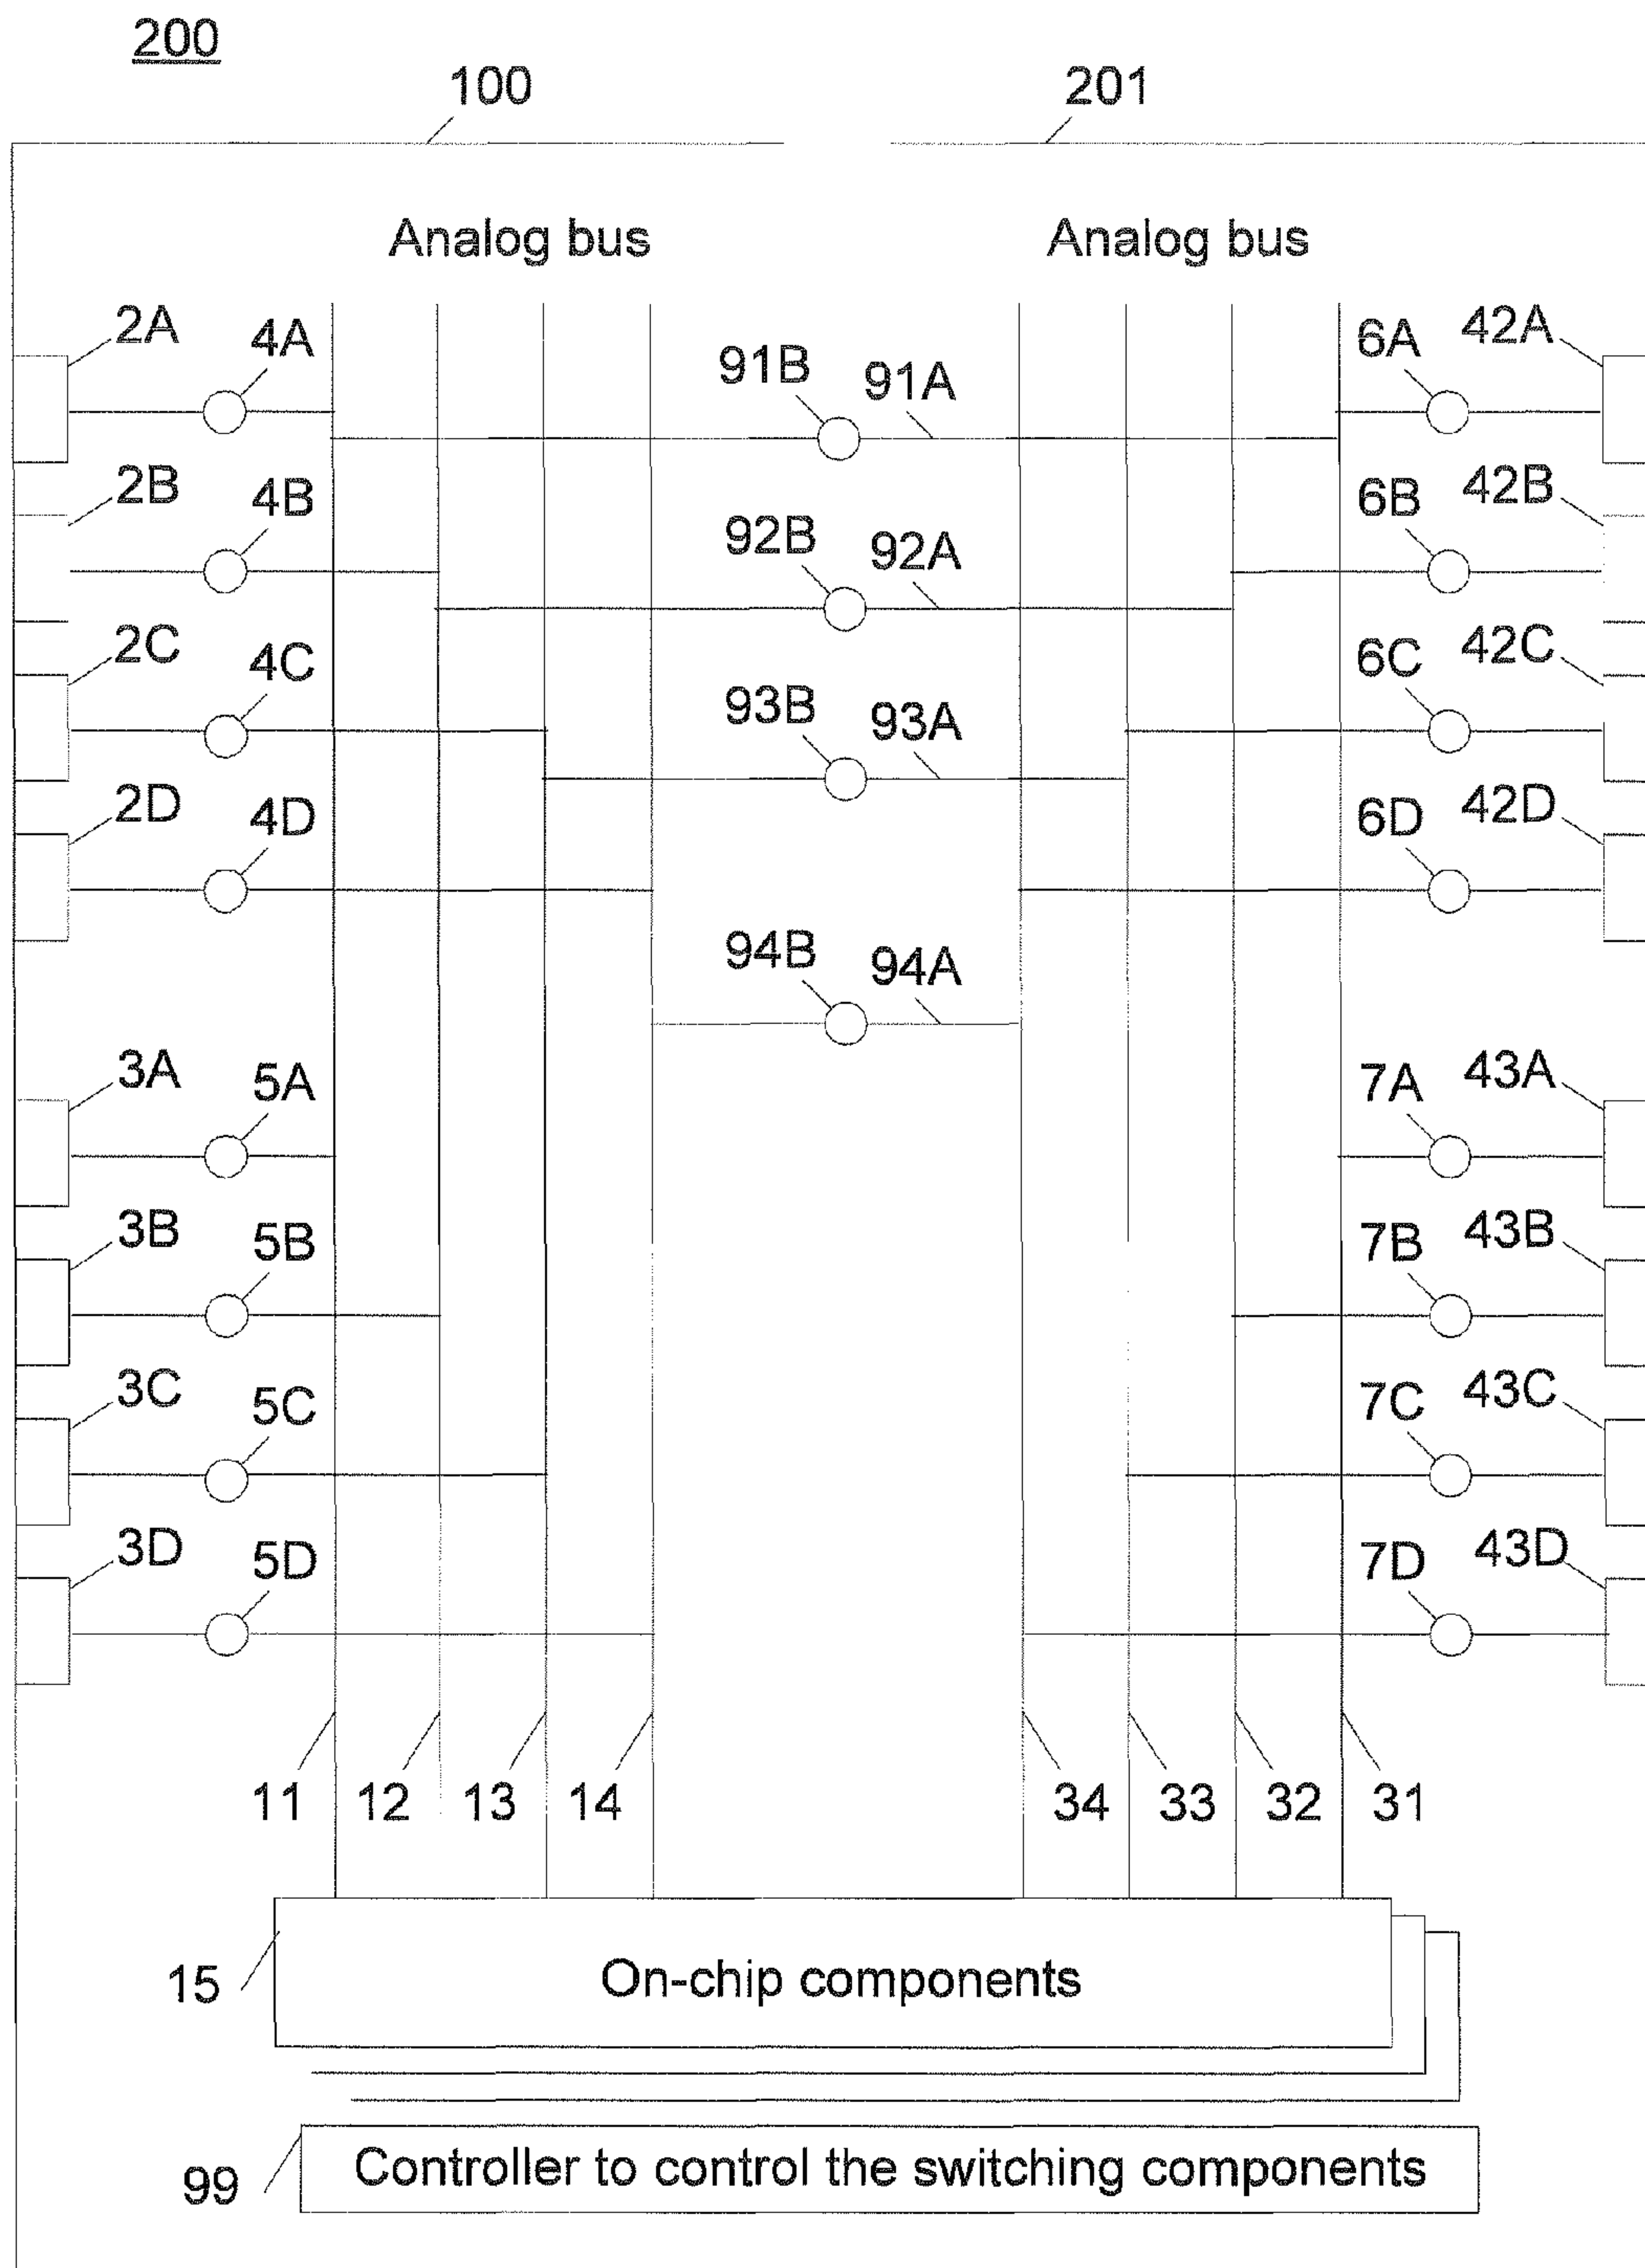 200
100 201
Analog bus Analog bus
2A 4A 91B 91A 6A 42A
2B 4B 92B 92A 6B 42B
2C 4C 93B 93A 6C 42C
2D 4D 6D 42D
94B 94A
3A 5A 7A 43A
3B 5B 7B 43B
3C 5C 7C 43C
3D 5D 7D 43D
11 12 13 14 34 33 32 31
15 On-chip components
99 Controller to control the switching components